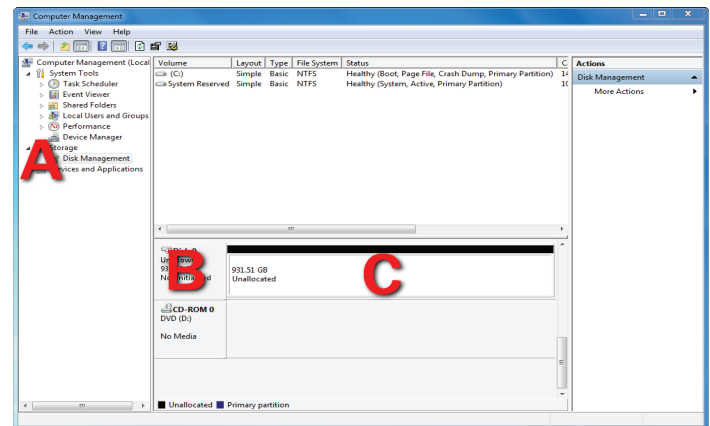 Computer Management
File Action View Help
Computer Management (Local
System Tools
Task Scheduler
Event Viewer
Shared Folders
Local Users and Groups
Performance
Device Manager
Storage
Disk Management
Services and Applications
A
Volume Layout Type File System Status C
(C:) Simple Basic NTFS Healthy (Boot, Page File, Crash Dump, Primary Partition) 14
System Reserved Simple Basic NTFS Healthy (System, Active, Primary Partition) 10
Actions
Disk Management
More Actions
B
931.51 GB
Unallocated
C
CD-ROM 0
DVD (D:)
No Media
Unallocated Primary partition